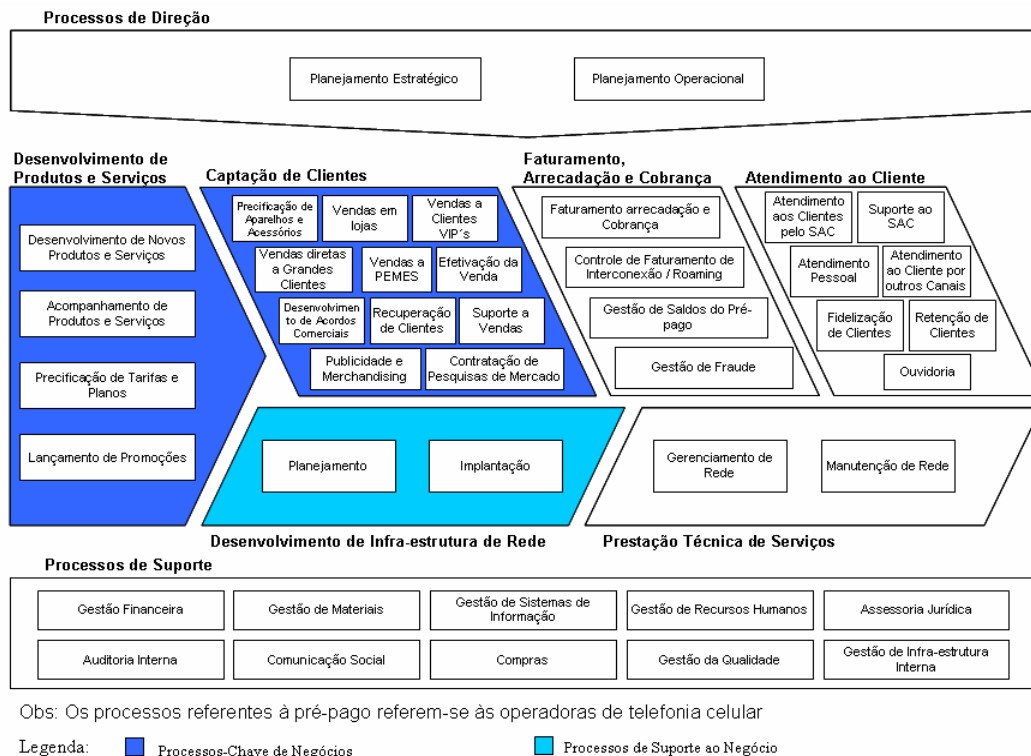 Processos de Direção
Planejamento Estratégico
Planejamento Operacional
Desenvolvimento de
Produtos e Serviços
Desenvolvimento de Novos
Produtos e Serviços
Acompanhamento de
Produtos e Serviços
Precificação de Tarifas e
Planos
Lançamento de Promoções
Captação de Clientes
Precificação de
Aparelhos e
Acessórios
Vendas em
lojas
Vendas a
Clientes
VIP´s
Vendas diretas
a Grandes
Clientes
Vendas a
PEMES
Efetivação da
Venda
Desenvolvimen
to de Acordos
Comerciais
Recuperação
de Clientes
Suporte a
Vendas
Publicidade e
Merchandising
Contratação de
Pesquisas de Mercado
Faturamento,
Arrecadação e Cobrança
Faturamento arrecadação e
Cobrança
Controle de Faturamento de
Interconexão / Roaming
Gestão de Saldos do Pré-
pago
Gestão de Fraude
Atendimento ao Cliente
Atendimento
aos Clientes
pelo SAC
Suporte ao
SAC
Atendimento
Pessoal
Atendimento
ao Cliente por
outros Canais
Fidelização
de Clientes
Retenção de
Clientes
Ouvidoria
Planejamento
Implantação
Desenvolvimento de Infra-estrutura de Rede
Gerenciamento de
Rede
Manutenção de Rede
Prestação Técnica de Serviços
Processos de Suporte
Gestão Financeira
Gestão de Materiais
Gestão de Sistemas de
Informação
Gestão de Recursos Humanos
Assessoria Jurídica
Auditoria Interna
Comunicação Social
Compras
Gestão da Qualidade
Gestão de Infra-estrutura
Interna
Obs: Os processos referentes à pré-pago referem-se às operadoras de telefonia celular
Legenda:
Processos-Chave de Negócios
Processos de Suporte ao Negócio